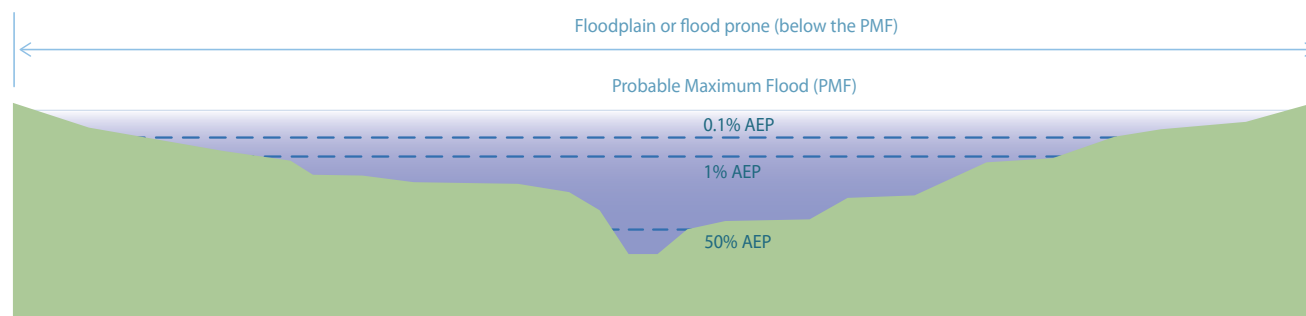 Floodplain or flood prone (below the PMF)
Probable Maximum Flood (PMF)
0.1% AEP
1% AEP
50% AEP